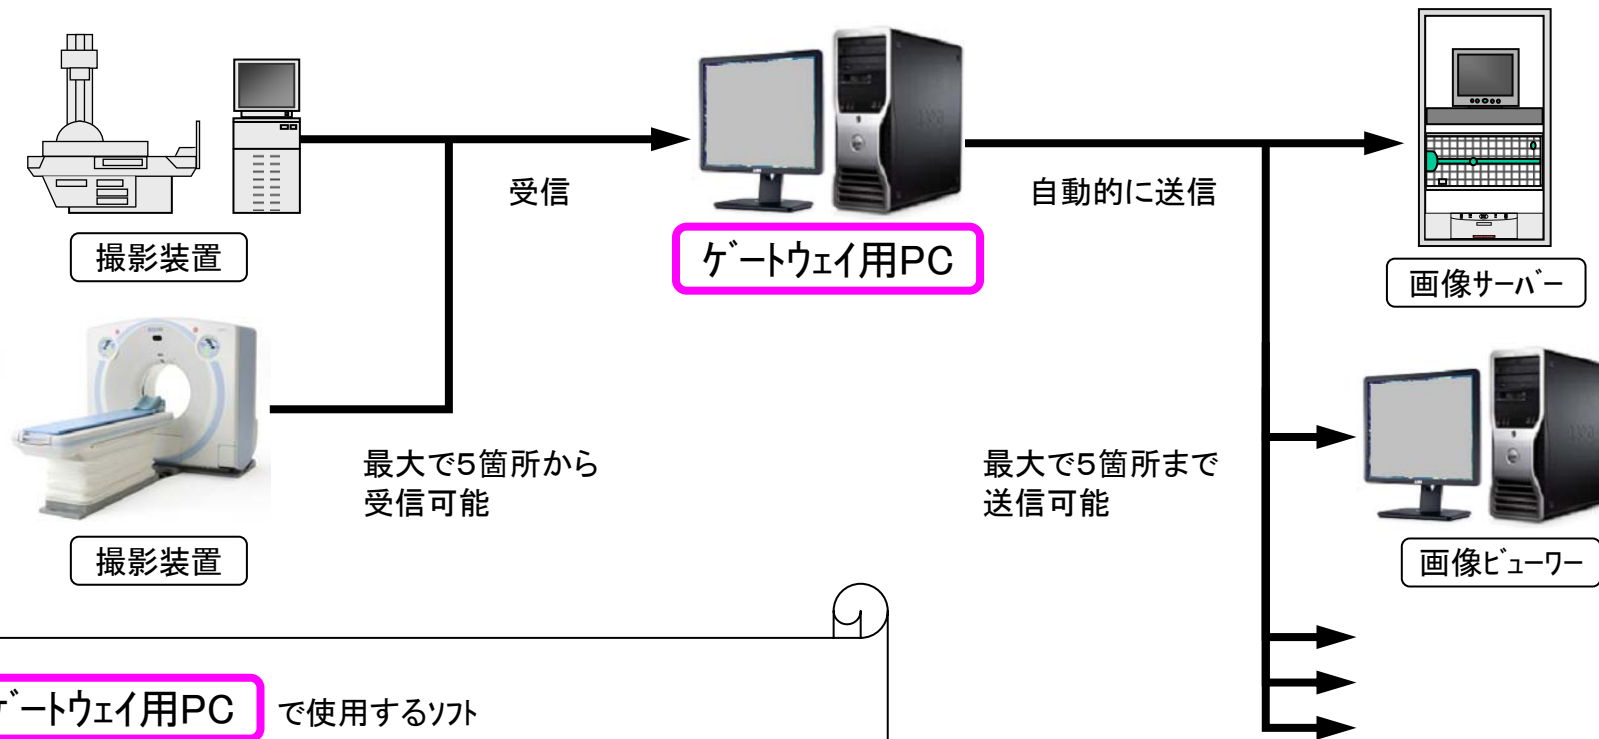 受信
自動的に送信
撮影装置
ｹﾞｰﾄｳｪｲ用PC
画像ｻｰﾊﾞｰ
最大で5箇所から
受信可能
最大で5箇所まで
送信可能
撮影装置
画像ﾋﾞｭｰﾜｰ
ｹﾞｰﾄｳｪｲ用PC で使用するｿﾌﾄ